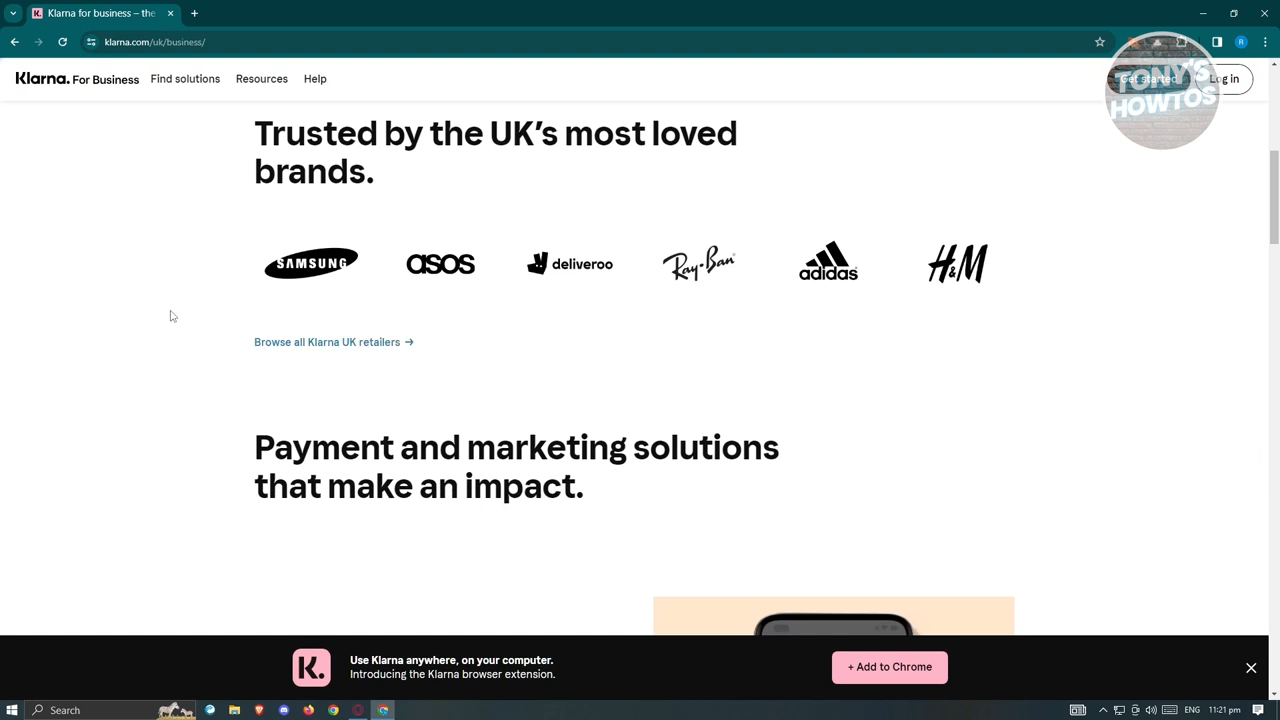 Klarna for business – the
klarna.com/uk/business/
R
Klarna. For Business
Find solutions
Resources
Help
Get started
Log in
TONY'S
HOWTOS
Trusted by the UK's most loved
brands.
SAMSUNG
asos
deliveroo
Ray-Ban
adidas
H&M
Browse all Klarna UK retailers →
Payment and marketing solutions
that make an impact.
K.
Use Klarna anywhere, on your computer.
Introducing the Klarna browser extension.
+ Add to Chrome
Search
ENG
11:21 pm